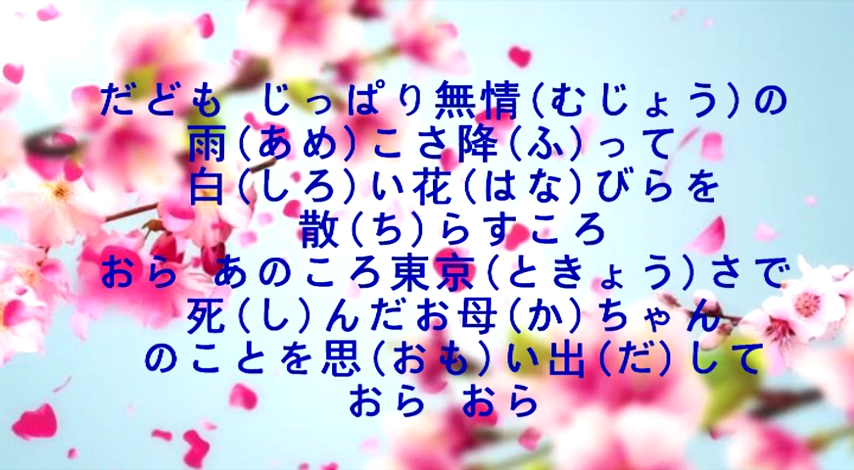 だども じっぱり無情(むじょう)の
雨(あめ)こさ降(ふ)って
白(しろ)い花(はな)びらを
散(ち)らすころ
おら あのころ東京(ときょう)さで
死(し)んだお母(か)ちゃん
のことを思(おも)い出(だ)して
おら おら